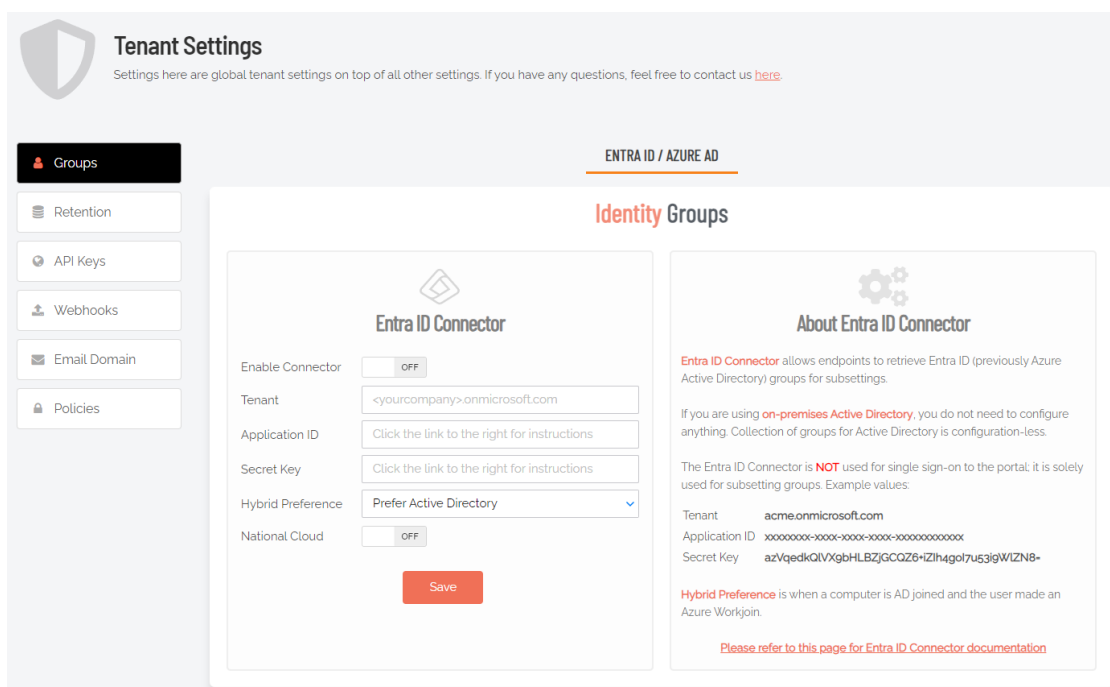 Tenant Settings
Settings here are global tenant settings on top of all other settings. If you have any questions, feel free to contact us here.
Groups
Retention
API Keys
Webhooks
Email Domain
Policies
ENTRA ID / AZURE AD
Identity Groups
Entra ID Connector
Enable Connector OFF
Tenant <yourcompany>.onmicrosoft.com
Application ID Click the link to the right for instructions
Secret Key Click the link to the right for instructions
Hybrid Preference Prefer Active Directory
National Cloud OFF
Save
About Entra ID Connector
Entra ID Connector allows endpoints to retrieve Entra ID (previously Azure
Active Directory) groups for subsettings.
If you are using on-premises Active Directory, you do not need to configure
anything. Collection of groups for Active Directory is configuration-less.
The Entra ID Connector is NOT used for single sign-on to the portal; it is solely
used for subsetting groups. Example values:
Tenant acme.onmicrosoft.com
Application ID xxxxxxxx-xxxx-xxxx-xxxx-xxxxxxxxxxxx
Secret Key azVqedkQlVX9bHLBZjGCQZ6+iZIh4goI7u53i9WlZN8=
Hybrid Preference is when a computer is AD joined and the user made an
Azure Workjoin.
Please refer to this page for Entra ID Connector documentation